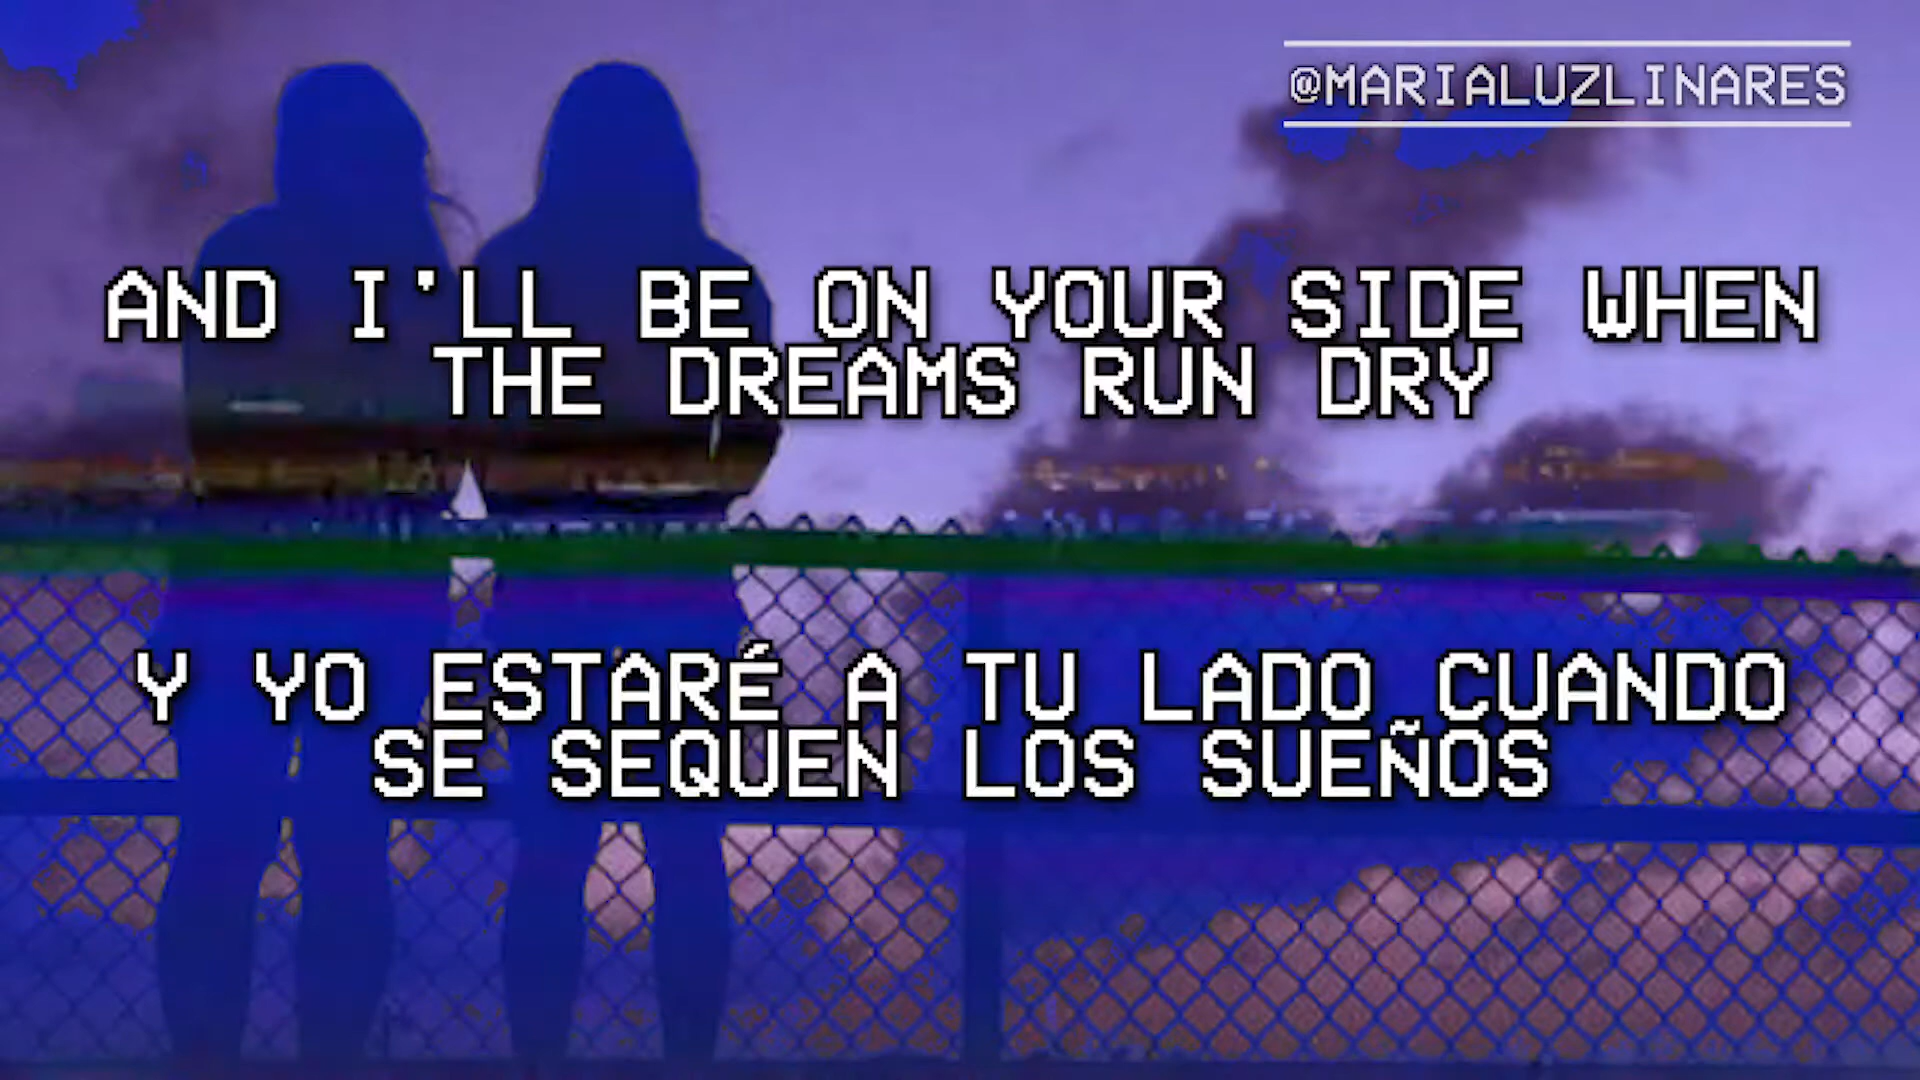 @MARIALUZLINARES
AND I'LL BE ON YOUR SIDE WHEN
THE DREAMS RUN DRY
Y YO ESTARÉ A TU LADO CUANDO
SE SEQUEN LOS SUEÑOS